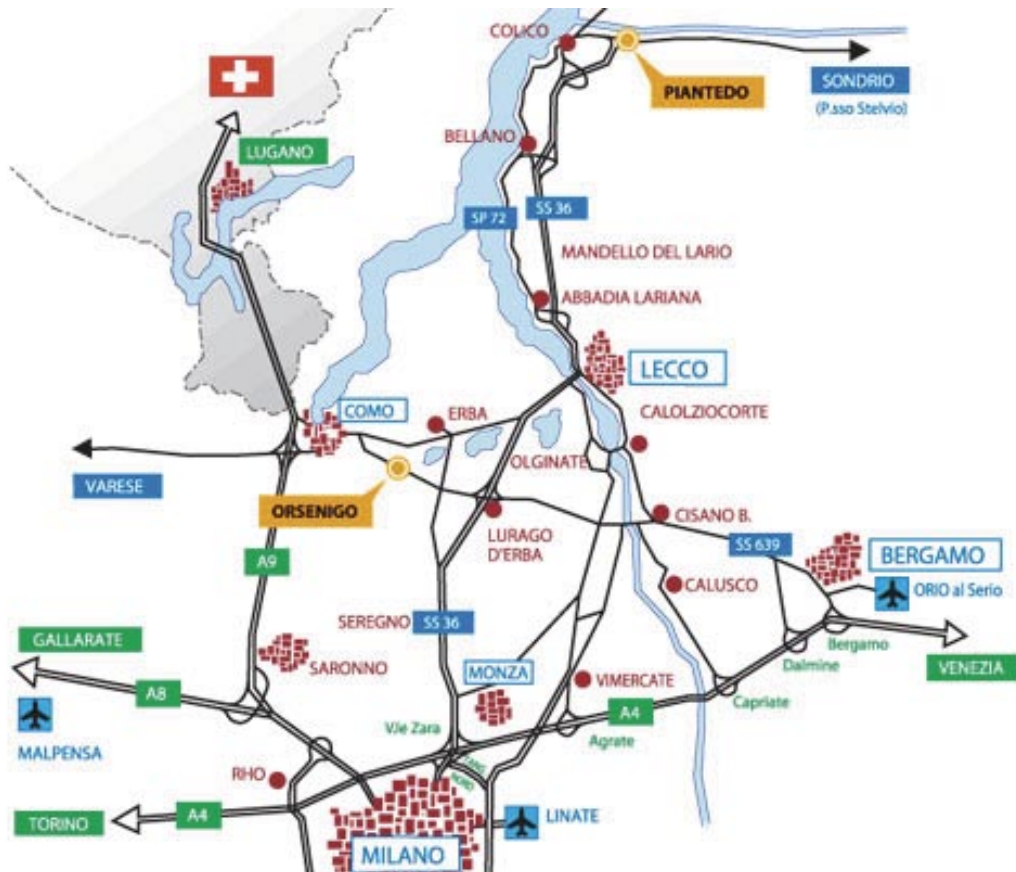 COLICO
PIANTEDO
SONDRIO
(P.sso Stelvio)
LUGANO
BELLANO
SP 72
SS 36
MANDELLO DEL LARIO
ABBADIA LARIANA
LECCO
COMO
ERBA
CALOLZIOCORTE
VARESE
OLGINATE
ORSENIGO
LURAGO
D'ERBA
CISANO B.
SS 639
BERGAMO
A9
CALUSCO
ORIO al Serio
SEREGNO
SS 36
GALLARATE
SARONNO
MONZA
VIMERCATE
Bergamo
Dalmine
VENEZIA
A8
MALPENSA
V.le Zara
A4
Agrate
Capriate
TANG.
NORD
RHO
TORINO
A4
LINATE
MILANO